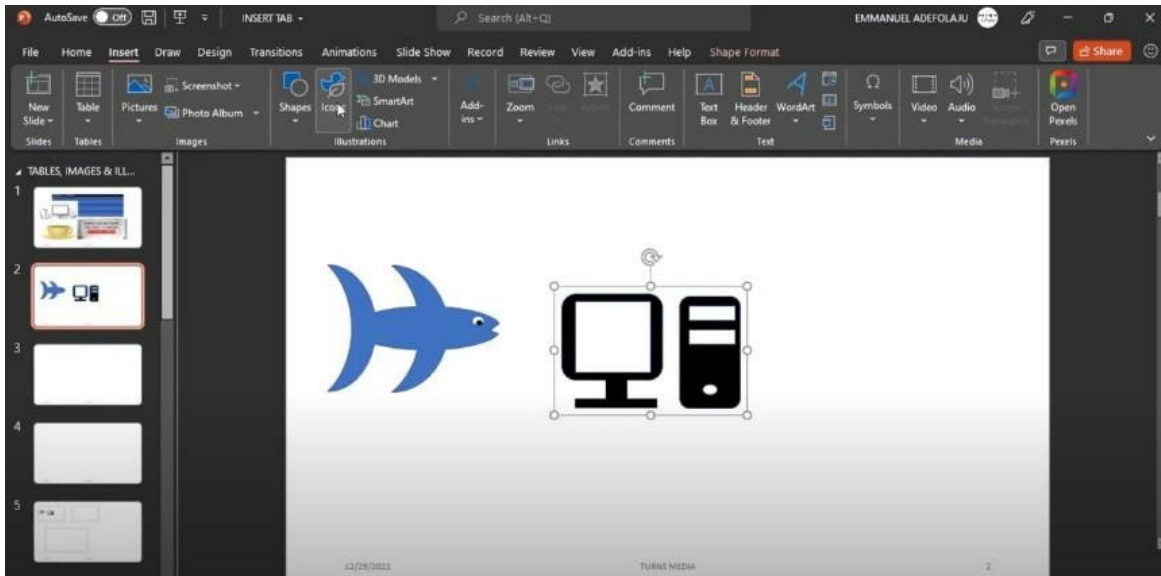 AutoSave Off INSERT TAB Search (Alt+Q) EMMANUEL ADEFOLAJU
File Home Insert Draw Design Transitions Animations Slide Show Record Review View Add-ins Help Shape Format Share
New Slide Table Pictures Screenshot Photo Album Shapes Icons 3D Models SmartArt Chart Add-ins Zoom Comment Text Box Header & Footer WordArt Symbols Video Audio Open Pexels
Slides Tables Images Illustrations Links Comments Text Media Pexels
TABLES, IMAGES & ILL...
1
2
3
4
5
12/28/2021 TURNS MEDIA 2